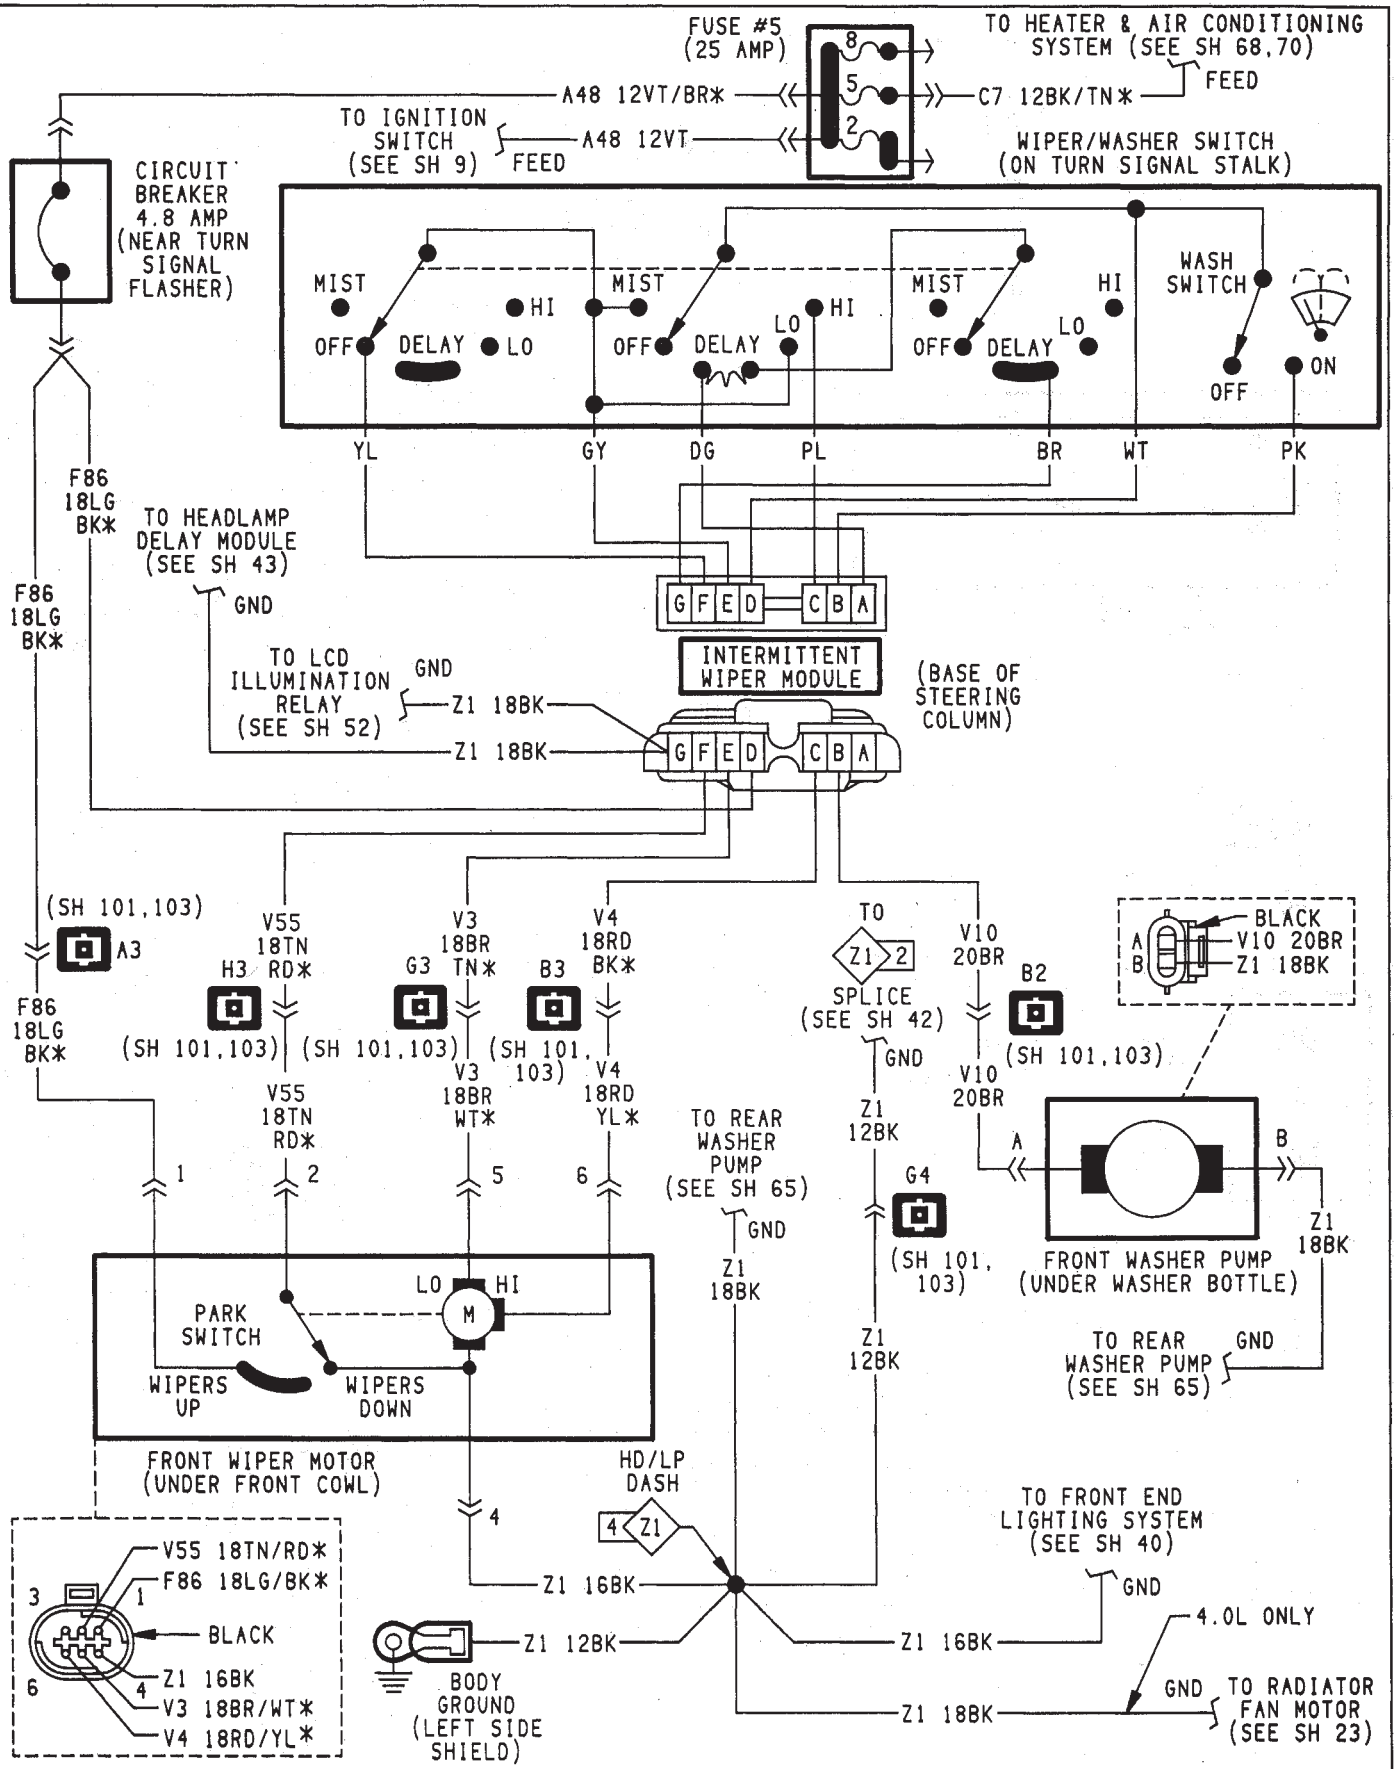 FUSE #5
(25 AMP)
8
5
2
TO HEATER & AIR CONDITIONING
SYSTEM (SEE SH 68,70)
FEED
A48 12VT/BR*
C7 12BK/TN*
TO IGNITION
SWITCH
(SEE SH 9)
FEED
A48 12VT
WIPER/WASHER SWITCH
(ON TURN SIGNAL STALK)
CIRCUIT
BREAKER
4.8 AMP
(NEAR TURN
SIGNAL
FLASHER)
MIST
OFF
DELAY
HI
LO
MIST
OFF
DELAY
LO
HI
MIST
OFF
DELAY
LO
HI
WASH
SWITCH
OFF
ON
YL
GY
DG
PL
BR
WT
PK
F86
18LG
BK*
F86
18LG
BK*
TO HEADLAMP
DELAY MODULE
(SEE SH 43)
GND
G F E D C B A
INTERMITTENT
WIPER MODULE
(BASE OF
STEERING
COLUMN)
TO LCD
ILLUMINATION
RELAY
(SEE SH 52)
GND
Z1 18BK
Z1 18BK
G F E D C B A
(SH 101,103)
A3
F86
18LG
BK*
V55
18TN
RD*
H3
(SH 101,103)
V55
18TN
RD*
V3
18BR
TN*
G3
(SH 101,103)
V3
18BR
WT*
V4
18RD
BK*
B3
(SH 101,
103)
V4
18RD
YL*
TO
Z1 2
SPLICE
(SEE SH 42)
GND
Z1
12BK
V10
20BR
B2
(SH 101,103)
V10
20BR
A
B
BLACK
V10 20BR
Z1 18BK
TO REAR
WASHER
PUMP
(SEE SH 65)
GND
Z1
18BK
G4
(SH 101,
103)
Z1
12BK
A
B
FRONT WASHER PUMP
(UNDER WASHER BOTTLE)
Z1
18BK
TO REAR
WASHER PUMP
(SEE SH 65)
GND
1
2
5
6
LO
HI
M
PARK
SWITCH
WIPERS
UP
WIPERS
DOWN
FRONT WIPER MOTOR
(UNDER FRONT COWL)
4
HD/LP
DASH
4 Z1
Z1 16BK
TO FRONT END
LIGHTING SYSTEM
(SEE SH 40)
GND
Z1 16BK
4.0L ONLY
Z1 12BK
BODY
GROUND
(LEFT SIDE
SHIELD)
Z1 18BK
GND
TO RADIATOR
FAN MOTOR
(SEE SH 23)
V55 18TN/RD*
F86 18LG/BK*
3
1
BLACK
6
4
Z1 16BK
V3 18BR/WT*
V4 18RD/YL*